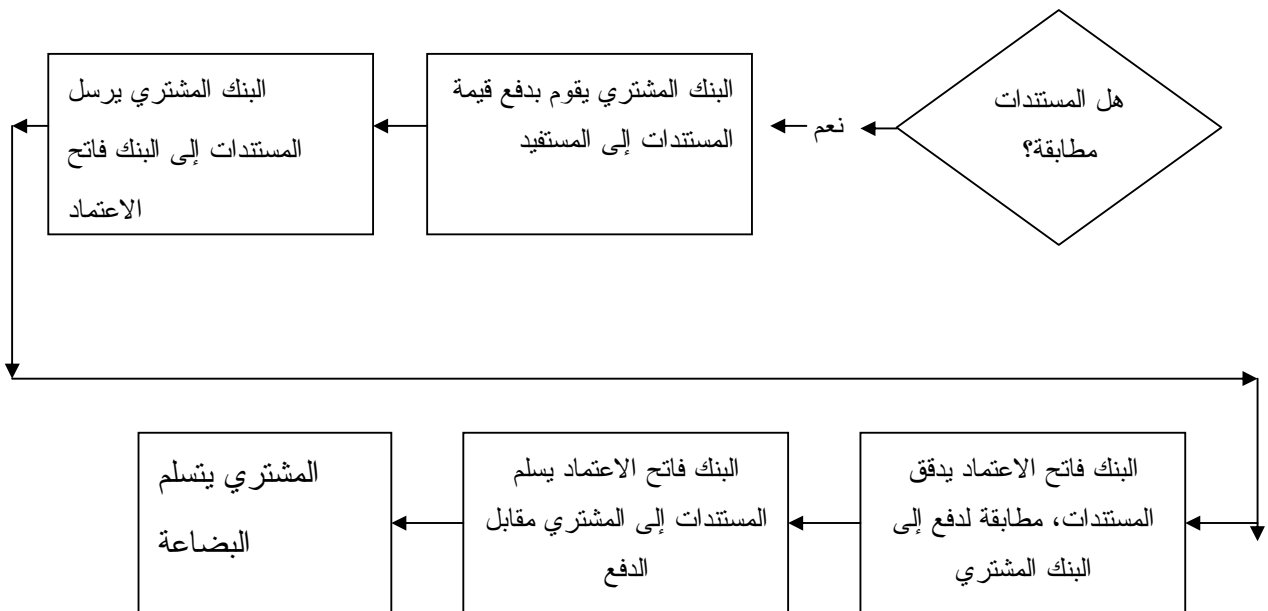 هل المستندات
مطابقة؟
نعم
البنك المشتري يقوم بدفع قيمة
المستندات إلى المستفيد
البنك المشتري يرسل
المستندات إلى البنك فاتح
الاعتماد
البنك فاتح الاعتماد يدقق
المستندات، مطابقة لدفع إلى
البنك المشتري
البنك فاتح الاعتماد يسلم
المستندات إلى المشتري مقابل
الدفع
المشتري يتسلم
البضاعة